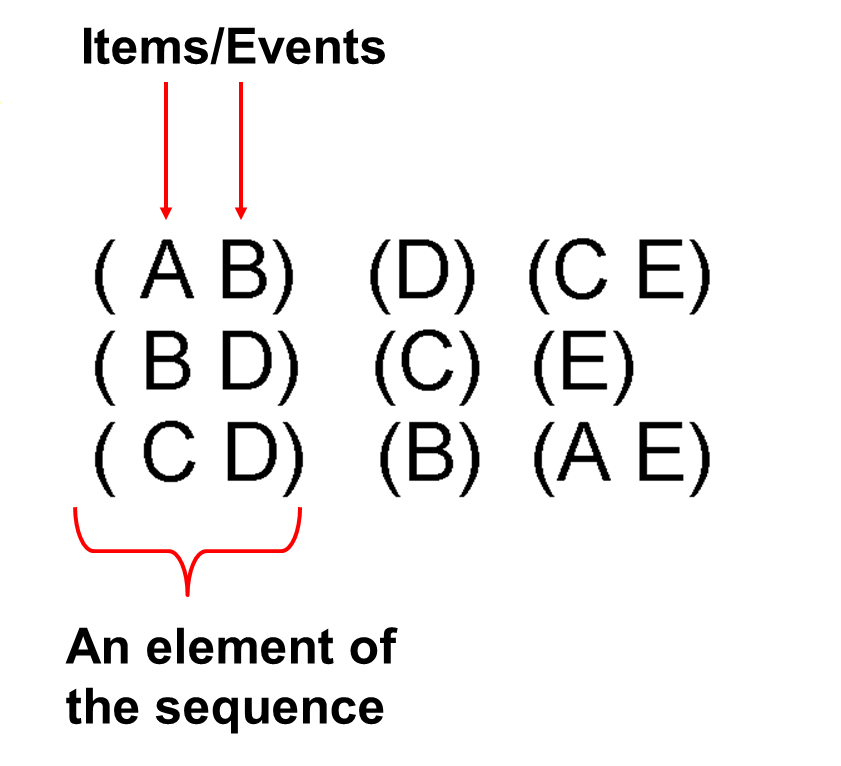 Items/Events
( A B) (D) (C E)
( B D) (C) (E)
( C D) (B) (A E)
An element of
the sequence